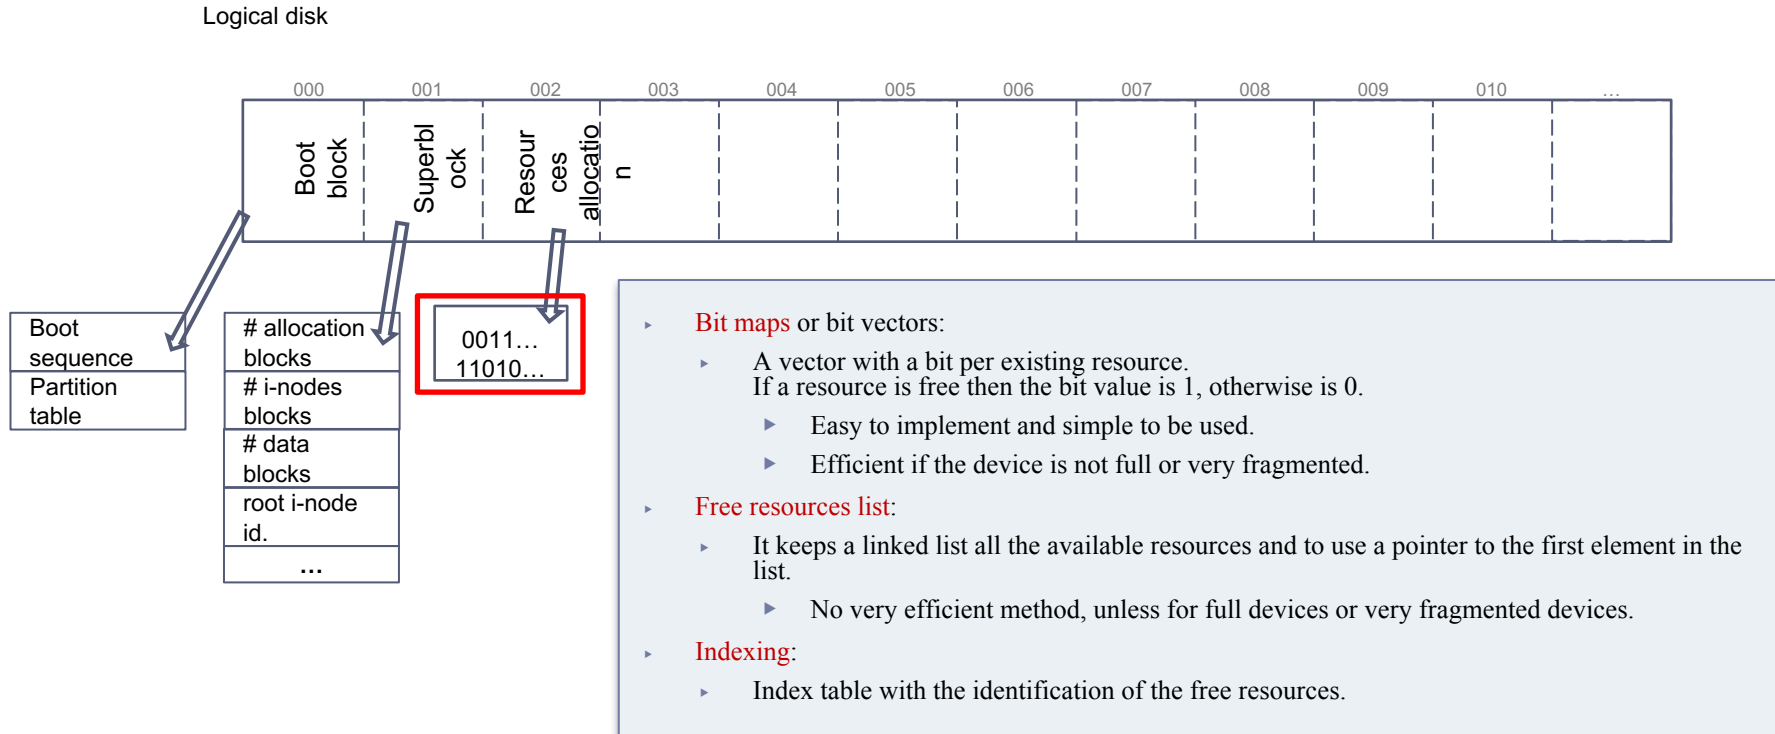 Logical disk
000 001 002 003 004 005 006 007 008 009 010 ...
Boot
block
Superbl
ock
Resour
ces
allocatio
n
Boot
sequence
Partition
table
# allocation
blocks
# i-nodes
blocks
# data
blocks
root i-node
id.
...
0011...
11010...
Bit maps or bit vectors:
A vector with a bit per existing resource.
If a resource is free then the bit value is 1, otherwise is 0.
Easy to implement and simple to be used.
Efficient if the device is not full or very fragmented.
Free resources list:
It keeps a linked list all the available resources and to use a pointer to the first element in the
list.
No very efficient method, unless for full devices or very fragmented devices.
Indexing:
Index table with the identification of the free resources.